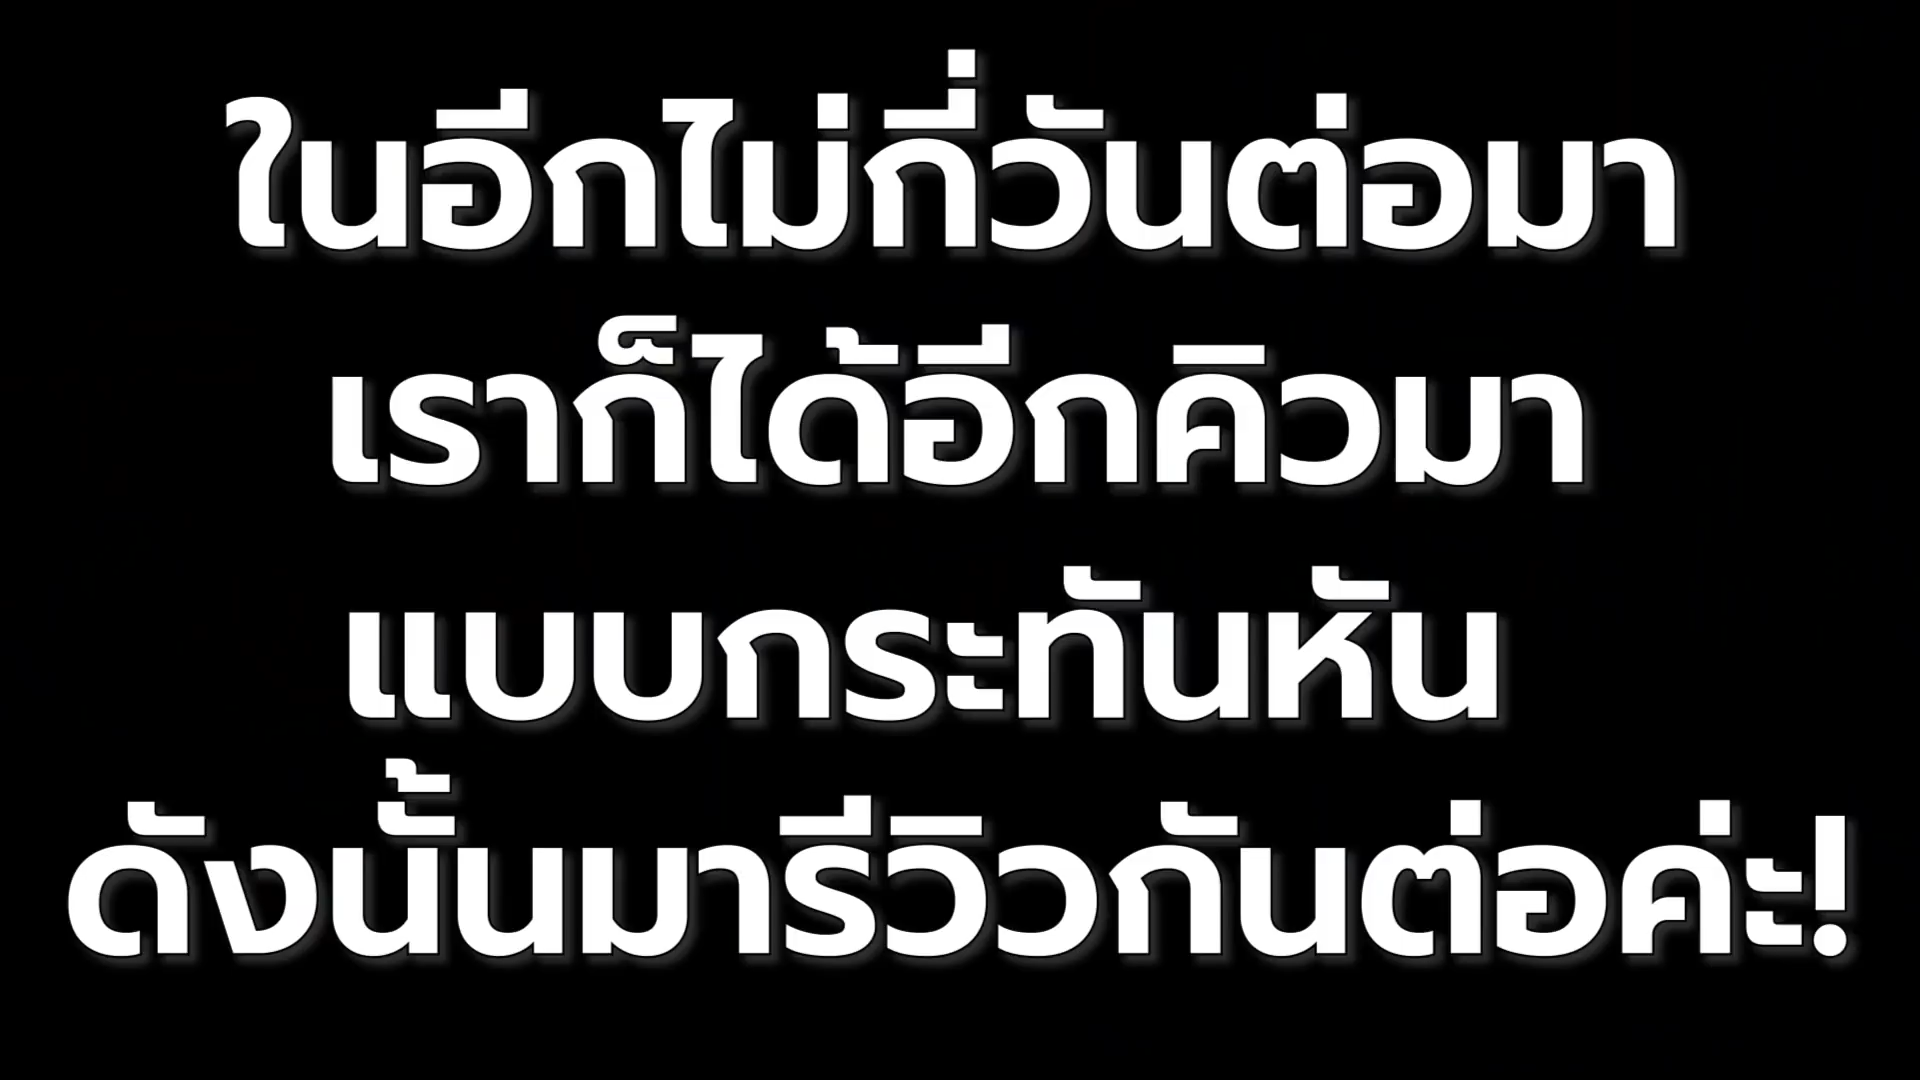 ในอีกไม่กี่วันต่อมา
เราก็ได้อีกคิวมา
แบบกระทันหัน
ดังนั้นมารีวิวกันต่อค่ะ!